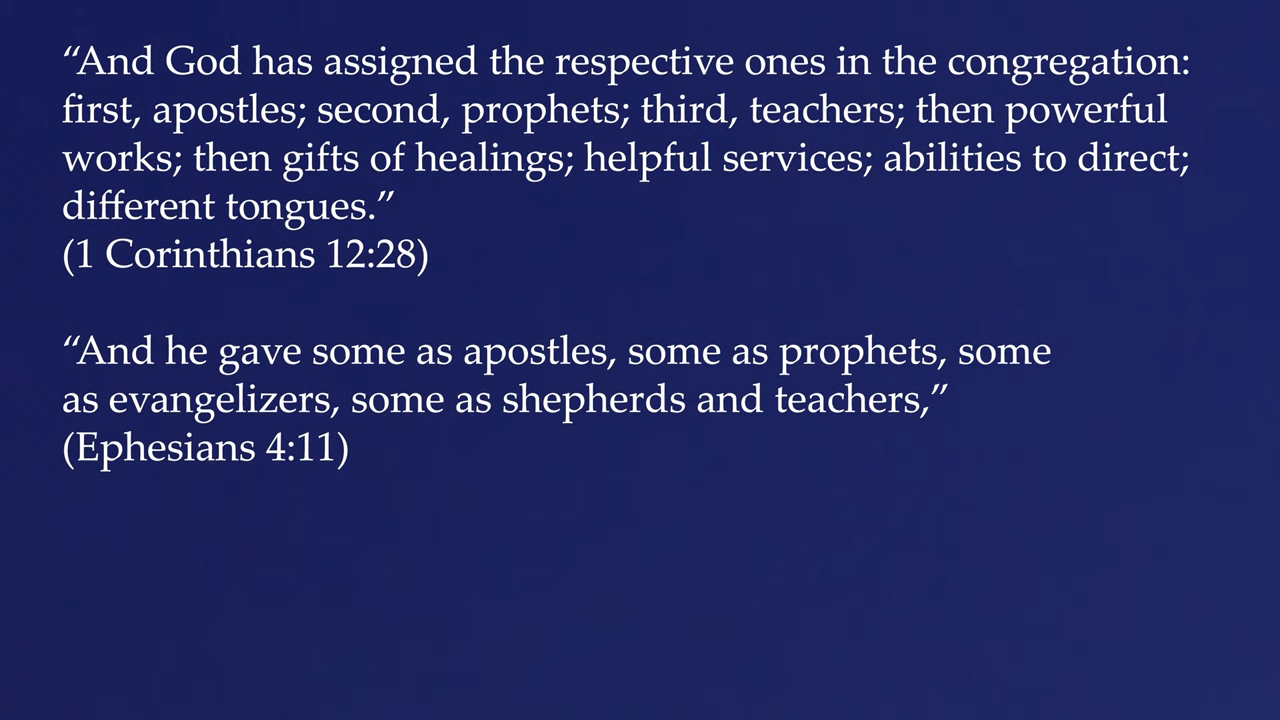 “And God has assigned the respective ones in the congregation:
first, apostles; second, prophets; third, teachers; then powerful
works; then gifts of healings; helpful services; abilities to direct;
different tongues.”
(1 Corinthians 12:28)
“And he gave some as apostles, some as prophets, some
as evangelizers, some as shepherds and teachers,”
(Ephesians 4:11)